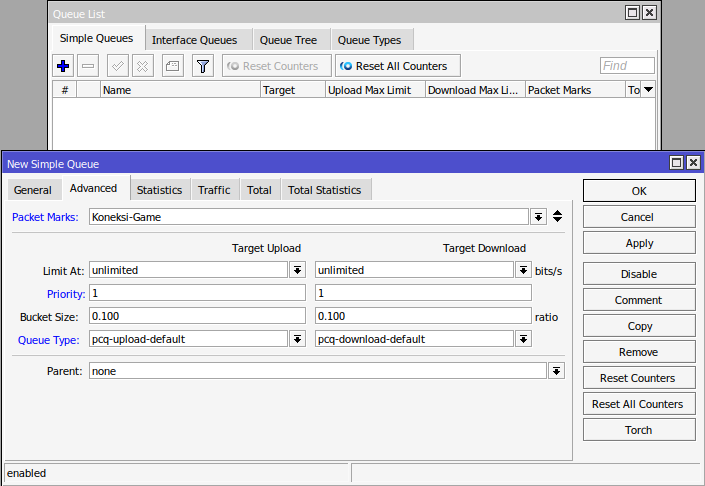 Queue List
Simple Queues Interface Queues Queue Tree Queue Types
Reset Counters Reset All Counters Find
# Name Target Upload Max Limit Download Max Li... Packet Marks To
New Simple Queue
General Advanced Statistics Traffic Total Total Statistics
OK
Packet Marks: Koneksi-Game
Cancel
Apply
Target Upload Target Download
Limit At: unlimited unlimited bits/s
Disable
Priority: 1 1
Comment
Bucket Size: 0.100 0.100 ratio
Copy
Queue Type: pcq-upload-default pcq-download-default
Remove
Parent: none
Reset Counters
Reset All Counters
Torch
enabled